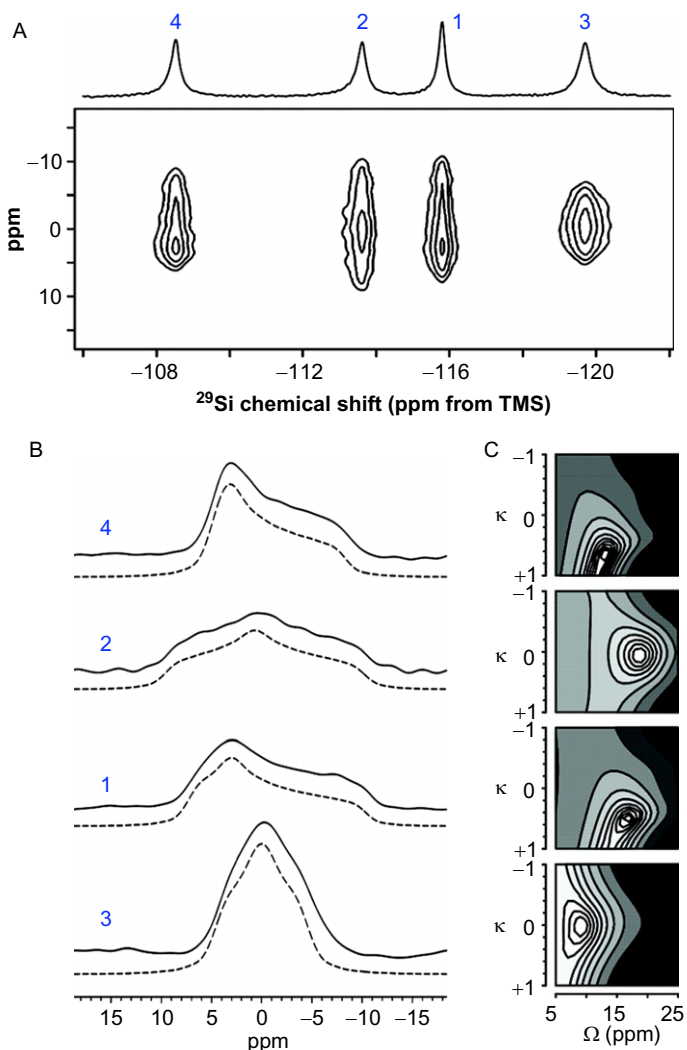 A
4 2 1 3
−10
0
10
ppm
−108 −112 −116 −120
²⁹Si chemical shift (ppm from TMS)
B
4
2
1
3
15 10 5 0 −5 −10 −15
ppm
C
−1
κ 0
+1
−1
κ 0
+1
−1
κ 0
+1
−1
κ 0
+1
5 15 25
Ω (ppm)